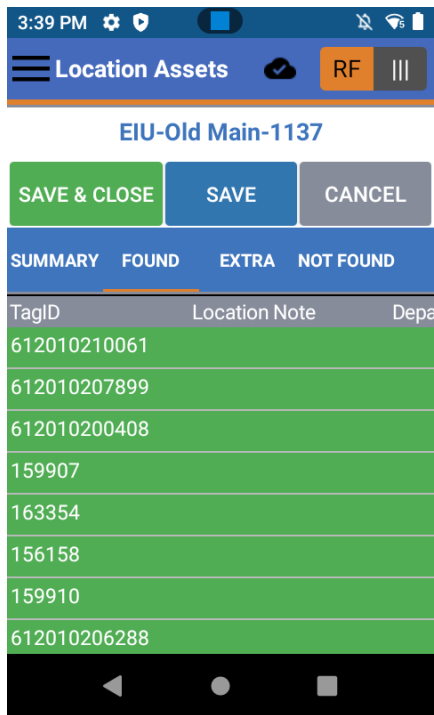 3:39 PM
Location Assets RF
EIU-Old Main-1137
SAVE & CLOSE SAVE CANCEL
SUMMARY FOUND EXTRA NOT FOUND
TagID Location Note Depa
612010210061
612010207899
612010200408
159907
163354
156158
159910
612010206288